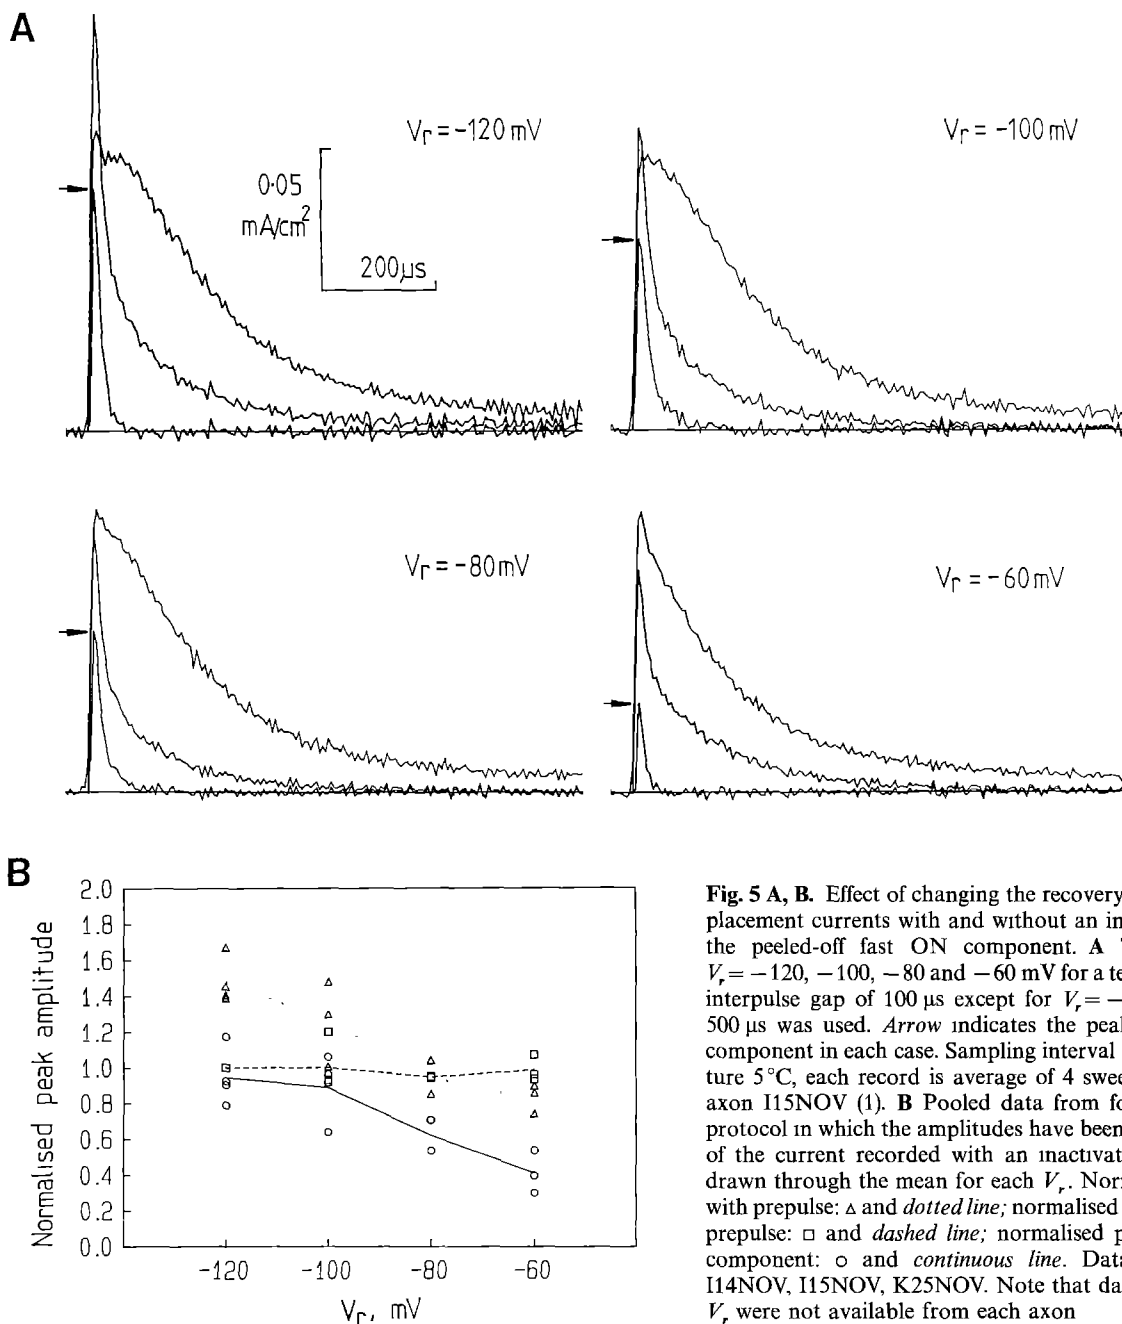 A
Vr = -120 mV
Vr = -100 mV
0·05
mA/cm²
200µs
Vr = -80 mV
Vr = -60 mV
B
Normalised peak amplitude
2.0
1.8
1.6
1.4
1.2
1.0
0.8
0.6
0.4
0.2
0.0
-120
-100
-80
-60
Vr, mV
Fig. 5 A, B. Effect of changing the recovery
placement currents with and without an in
the peeled-off fast ON component. A
Vr = −120, −100, −80 and −60 mV for a te
interpulse gap of 100 µs except for Vr = −
500 µs was used. Arrow indicates the peal
component in each case. Sampling interval
ture 5°C, each record is average of 4 swee
axon I15NOV (1). B Pooled data from fo
protocol in which the amplitudes have been
of the current recorded with an inactivat
drawn through the mean for each Vr. Nor
with prepulse: △ and dotted line; normalised
prepulse: □ and dashed line; normalised p
component: ○ and continuous line. Data
I14NOV, I15NOV, K25NOV. Note that da
Vr were not available from each axon